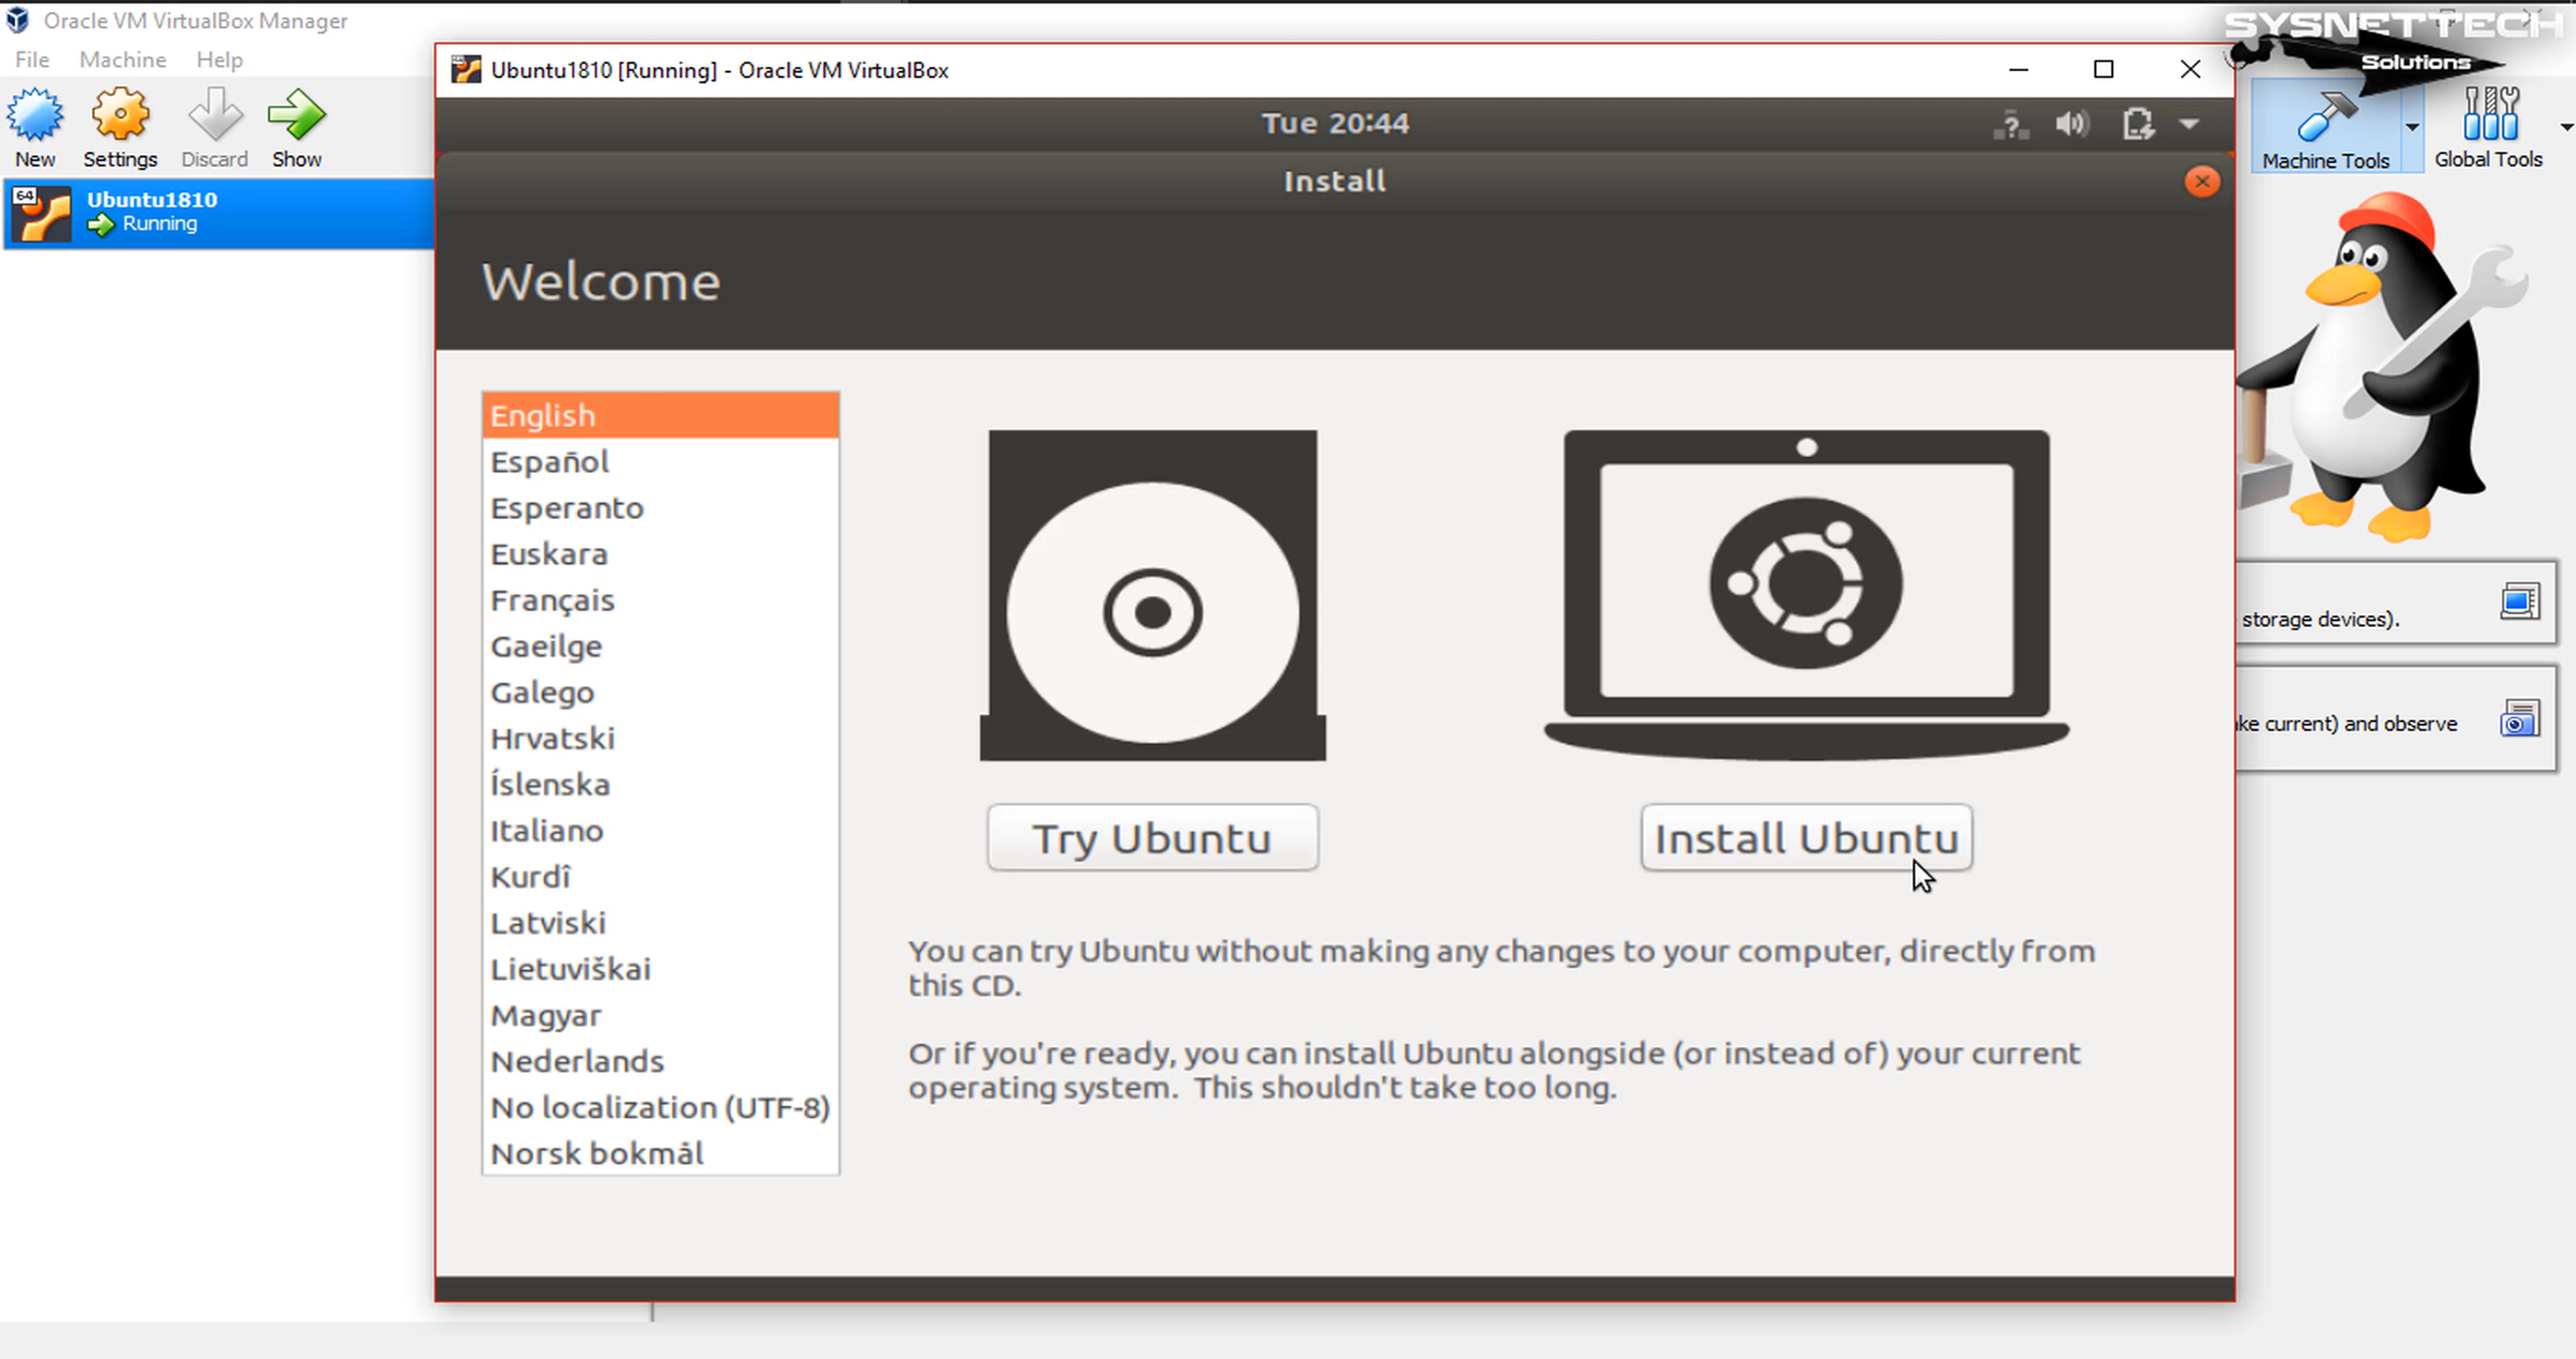 Oracle VM VirtualBox Manager
SYSNETTECH
Solutions
File Machine Help
New Settings Discard Show
Machine Tools Global Tools
64
Ubuntu1810
Running
Ubuntu1810 [Running] - Oracle VM VirtualBox
Tue 20:44
Install
Welcome
English
Español
Esperanto
Euskara
Français
Gaeilge
Galego
Hrvatski
Íslenska
Italiano
Kurdî
Latviski
Lietuviškai
Magyar
Nederlands
No localization (UTF-8)
Norsk bokmål
Try Ubuntu
Install Ubuntu
You can try Ubuntu without making any changes to your computer, directly from
this CD.
Or if you're ready, you can install Ubuntu alongside (or instead of) your current
operating system. This shouldn't take too long.
storage devices).
current) and observe